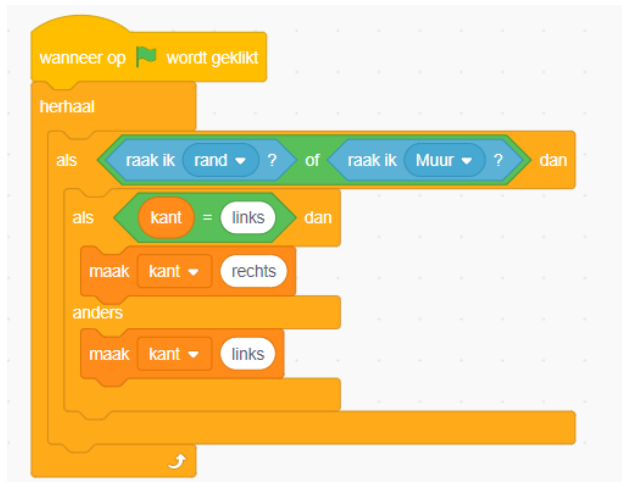 wanneer op wordt geklikt
herhaal
als raak ik rand ? of raak ik Muur ? dan
als kant = links dan
maak kant rechts
anders
maak kant links